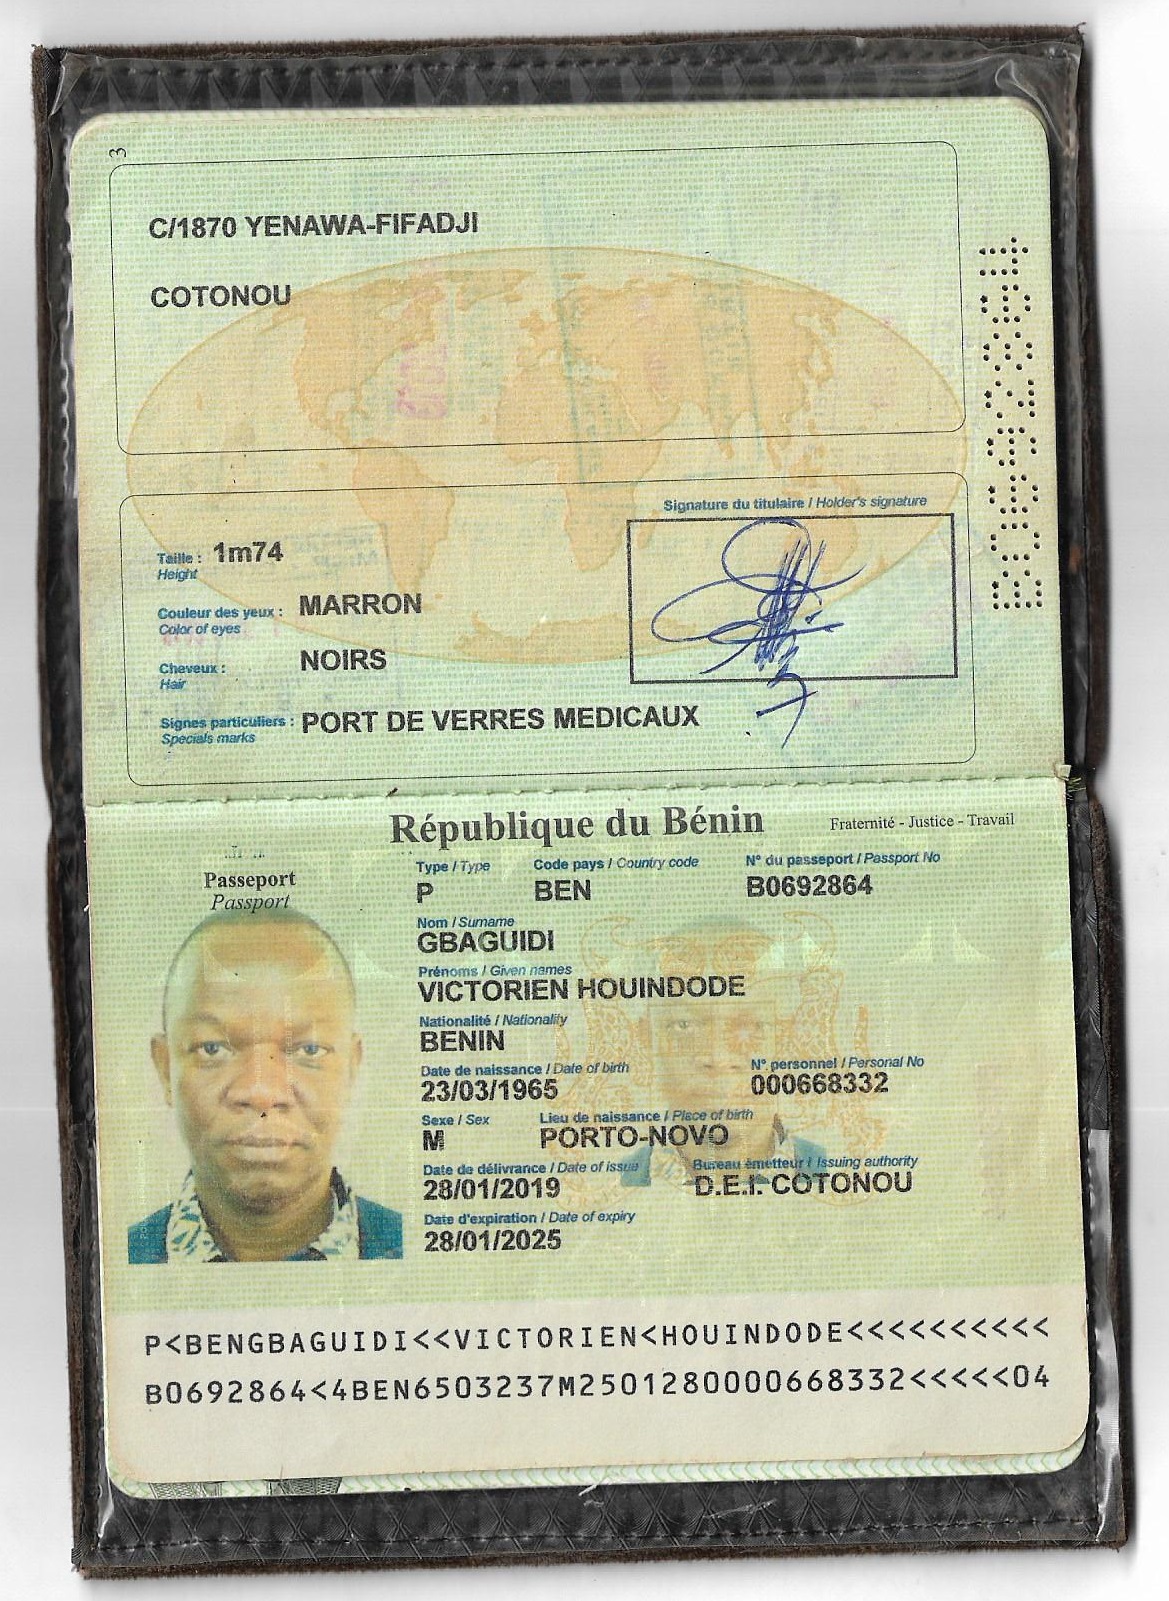 3
C/1870 YENAWA-FIFADJI
COTONOU
B0692864
Signature du titulaire / Holder's signature
Taille : 1m74
Height
Couleur des yeux : MARRON
Color of eyes
Cheveux : NOIRS
Hair
Signes particuliers : PORT DE VERRES MEDICAUX
Specials marks
République du Bénin
Fraternité - Justice - Travail
Passeport
Passport
Type / Type Code pays / Country code N° du passeport / Passport No
P BEN B0692864
Nom / Surname
GBAGUIDI
Prénoms / Given names
VICTORIEN HOUINDODE
Nationalité / Nationality
BENIN
Date de naissance / Date of birth N° personnel / Personal No
23/03/1965 000668332
Sexe / Sex Lieu de naissance / Place of birth
M PORTO-NOVO
Date de délivrance / Date of issue Bureau émetteur / Issuing authority
28/01/2019 D.E.I. COTONOU
Date d'expiration / Date of expiry
28/01/2025
P<BENGBAGUIDI<<VICTORIEN<HOUINDODE<<<<<<<<<<
B0692864<4BEN6503237M2501280000668332<<<<<04